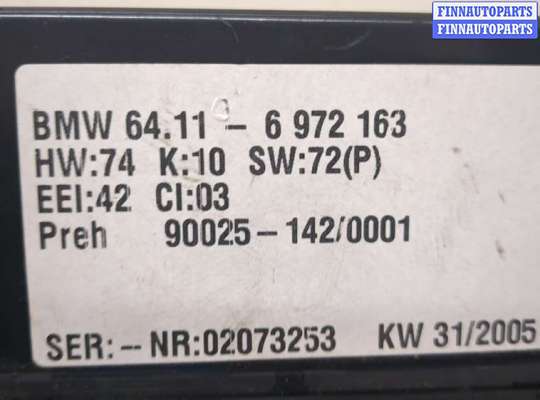 FINNAUTOPARTS
FINNAUTOPARTS
BMW 64.11 - 6 972 163
HW:74 K:10 SW:72(P)
EEI:42 CI:03
Preh 90025-142/0001
SER:-- NR:02073253 KW 31/2005